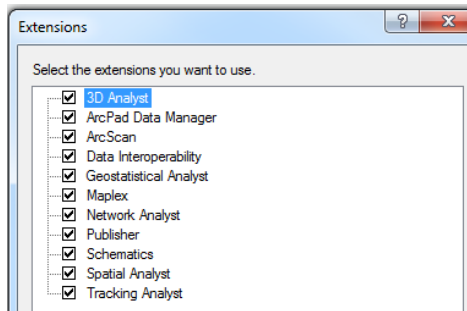 Extensions
Select the extensions you want to use.
3D Analyst
ArcPad Data Manager
ArcScan
Data Interoperability
Geostatistical Analyst
Maplex
Network Analyst
Publisher
Schematics
Spatial Analyst
Tracking Analyst